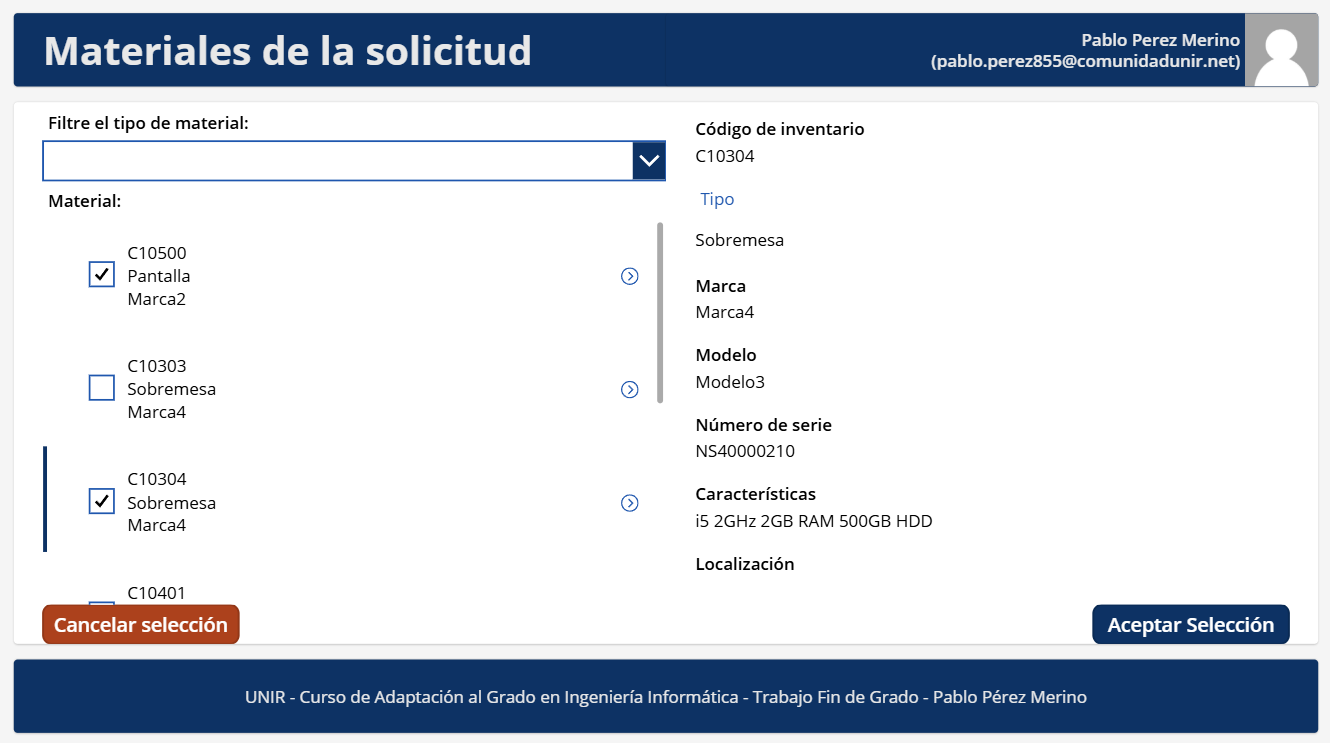 Materiales de la solicitud
Pablo Perez Merino
(pablo.perez855@comunidadunir.net)
Filtre el tipo de material:
Material:
C10500
Pantalla
Marca2
C10303
Sobremesa
Marca4
C10304
Sobremesa
Marca4
C10401
Cancelar selección
Código de inventario
C10304
Tipo
Sobremesa
Marca
Marca4
Modelo
Modelo3
Número de serie
NS40000210
Características
i5 2GHz 2GB RAM 500GB HDD
Localización
Aceptar Selección
UNIR - Curso de Adaptación al Grado en Ingeniería Informática - Trabajo Fin de Grado - Pablo Pérez Merino